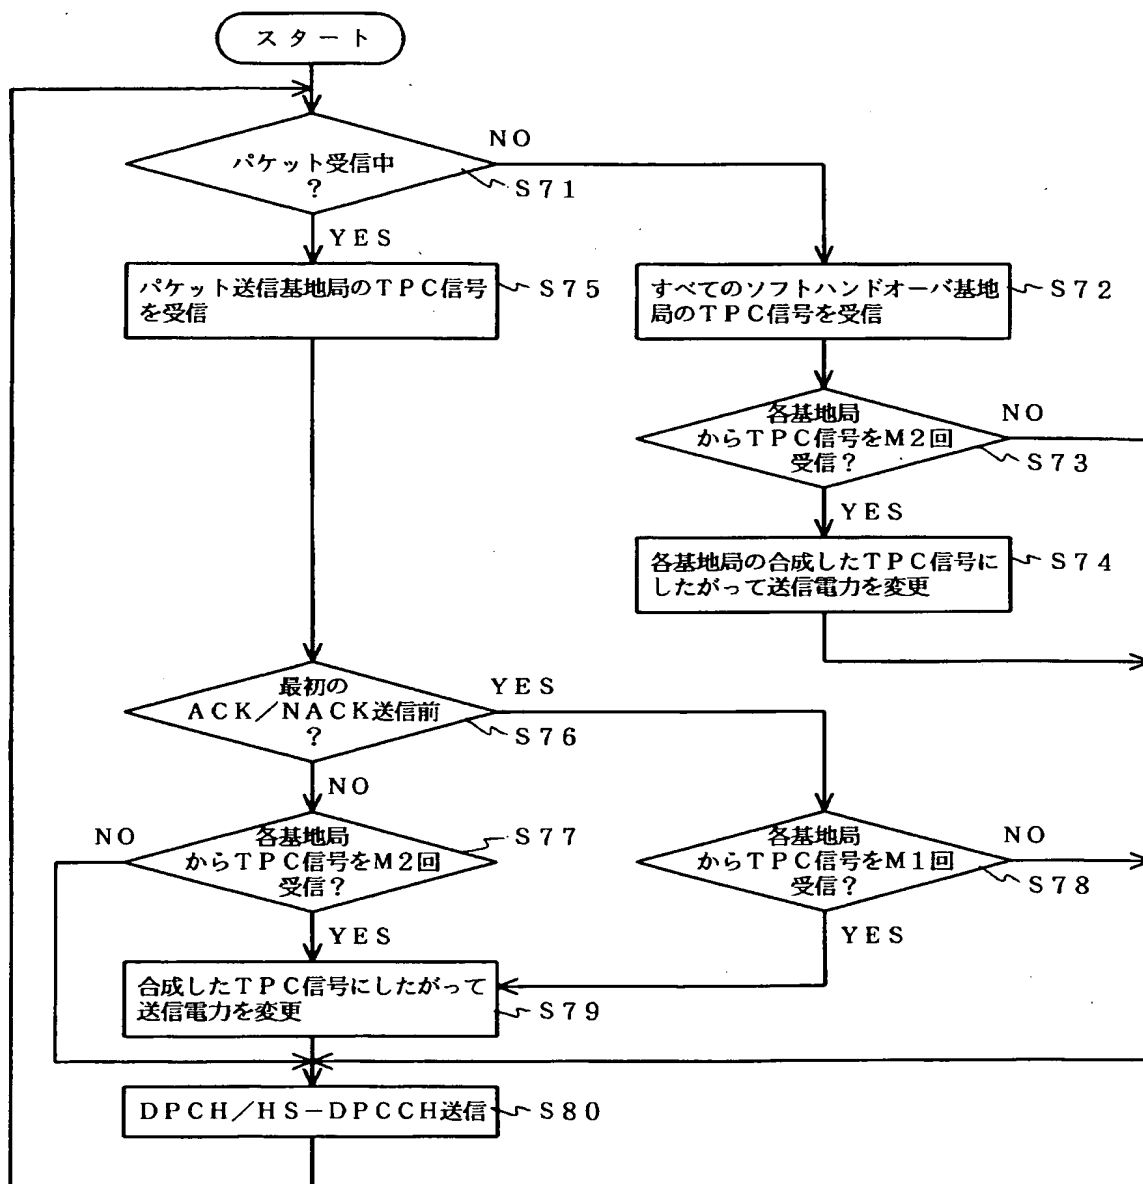 スタート
NO
パケット受信中
?
S71
YES
パケット送信基地局のTPC信号
を受信
S75
すべてのソフトハンドオーバ基地
局のTPC信号を受信
S72
各基地局
からTPC信号をM2回
受信?
NO
S73
YES
各基地局の合成したTPC信号に
したがって送信電力を変更
S74
最初の
ACK/NACK送信前
?
YES
S76
NO
NO
各基地局
からTPC信号をM2回
受信?
S77
各基地局
からTPC信号をM1回
受信?
NO
S78
YES
YES
合成したTPC信号にしたがって
送信電力を変更
S79
DPCH/HS-DPCCH送信
S80